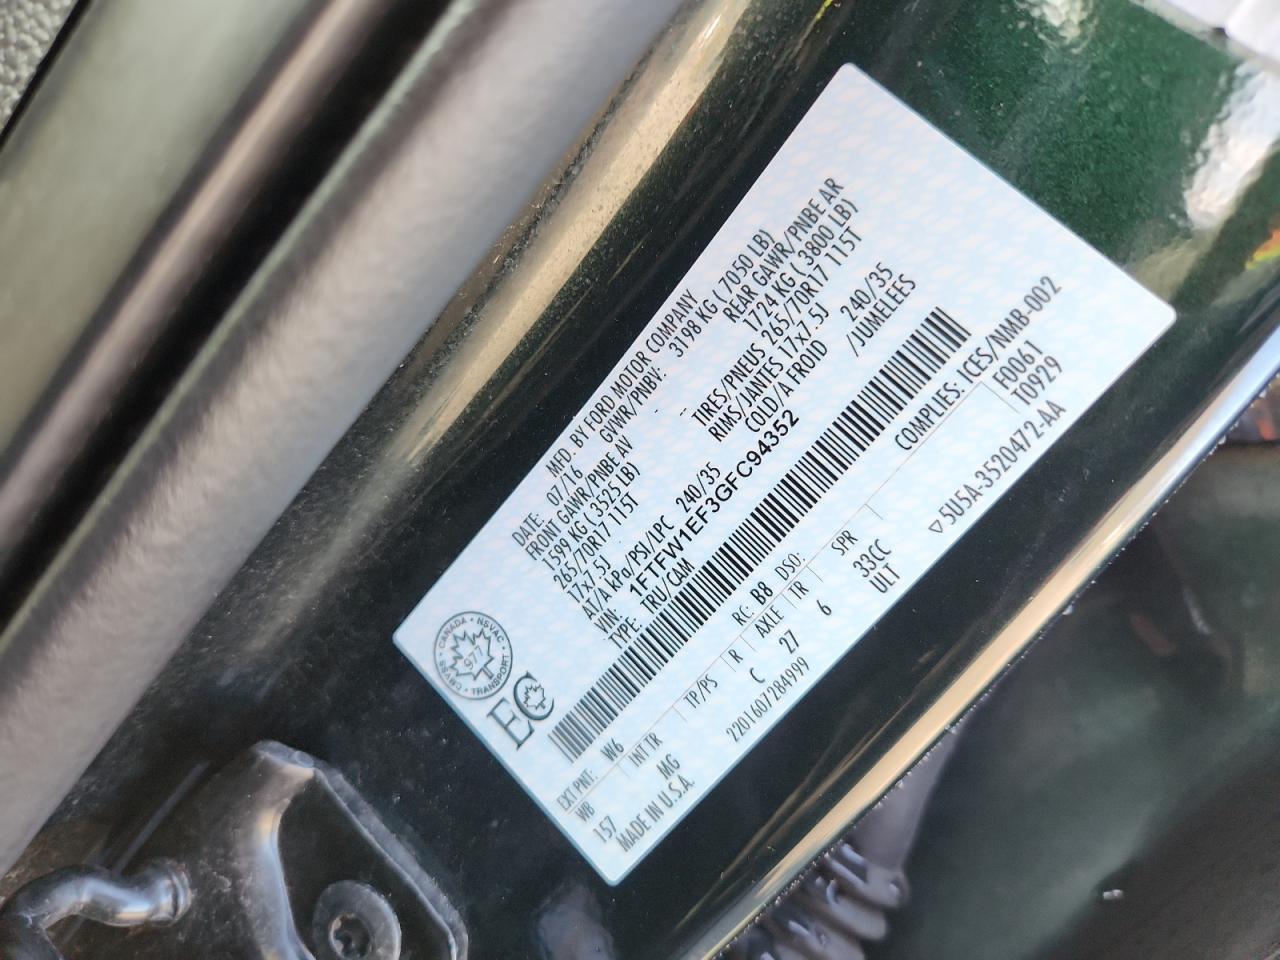 MFD. BY FORD MOTOR COMPANY
DATE: 07/16 GVWR/PNBV: 3198 KG ( 7050 LB)
FRONT GAWR/PNBE AV REAR GAWR/PNBE AR
1599 KG ( 3525 LB) 1724 KG ( 3800 LB)
265/70R17 115T TIRES/PNEUS 265/70R17 115T
17x7.5J RIMS/JANTES 17x7.5J
AT/A kPa/PSI/LPC 240/35 COLD/A FROID 240/35
VIN: 1FTFW1EF3GFC94352 /JUMELEES
TYPE: TRU/CAM
CANADA · NSVAC · TRANSPORT · CMVSS
977
EC
COMPLIES: ICES/NMB-002
EXT PNT: W6 RC: B8 DSO: F0061
WB INT TR TP/PS R AXLE TR SPR T0929
157 MG C 27 6 33CC
ULT
MADE IN U.S.A. 2201607284999 ▽5U5A-3520472-AA